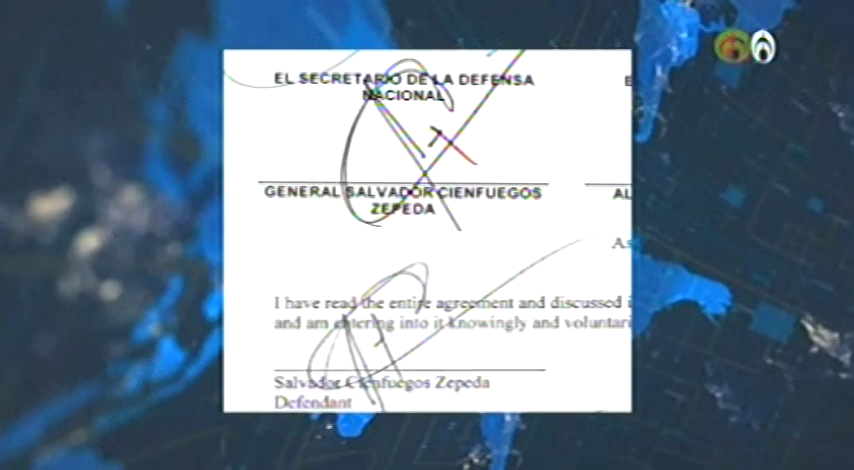 EL SECRETARIO DE LA DEFENSA
NACIONAL
GENERAL SALVADOR CIENFUEGOS
ZEPEDA
AL
I have read the entire agreement and discussed
and am entering into it knowingly and
Salvador Cienfuegos Zepeda
Defendant